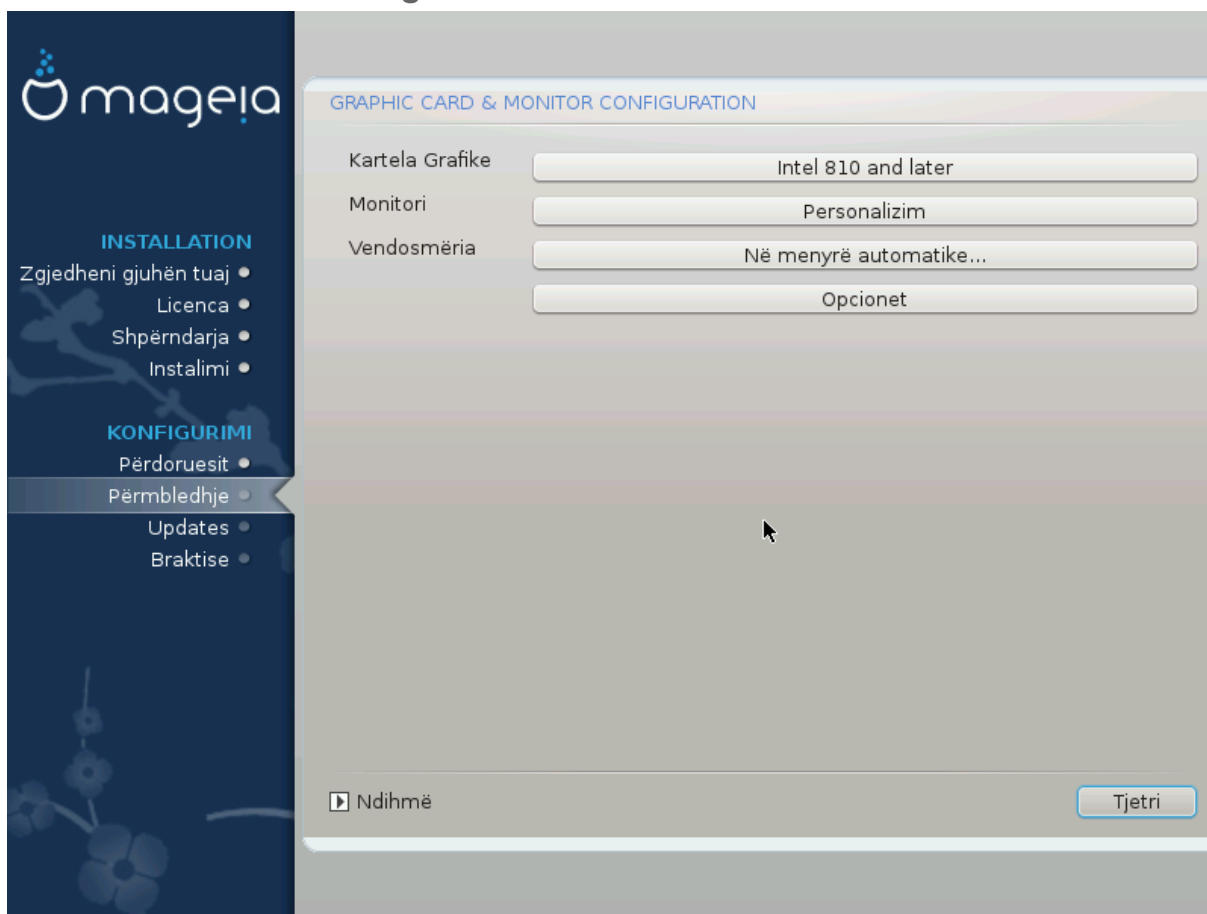 mageia
GRAPHIC CARD & MONITOR CONFIGURATION
Kartela Grafike
Intel 810 and later
Monitori
Personalizim
Vendosmëria
Në menyrë automatike...
Opcionet
INSTALLATION
Zgjedheni gjuhën tuaj
Licenca
Shpërndarja
Instalimi
KONFIGURIMI
Përdoruesit
Përmbledhje
Updates
Braktise
Ndihmë
Tjetri